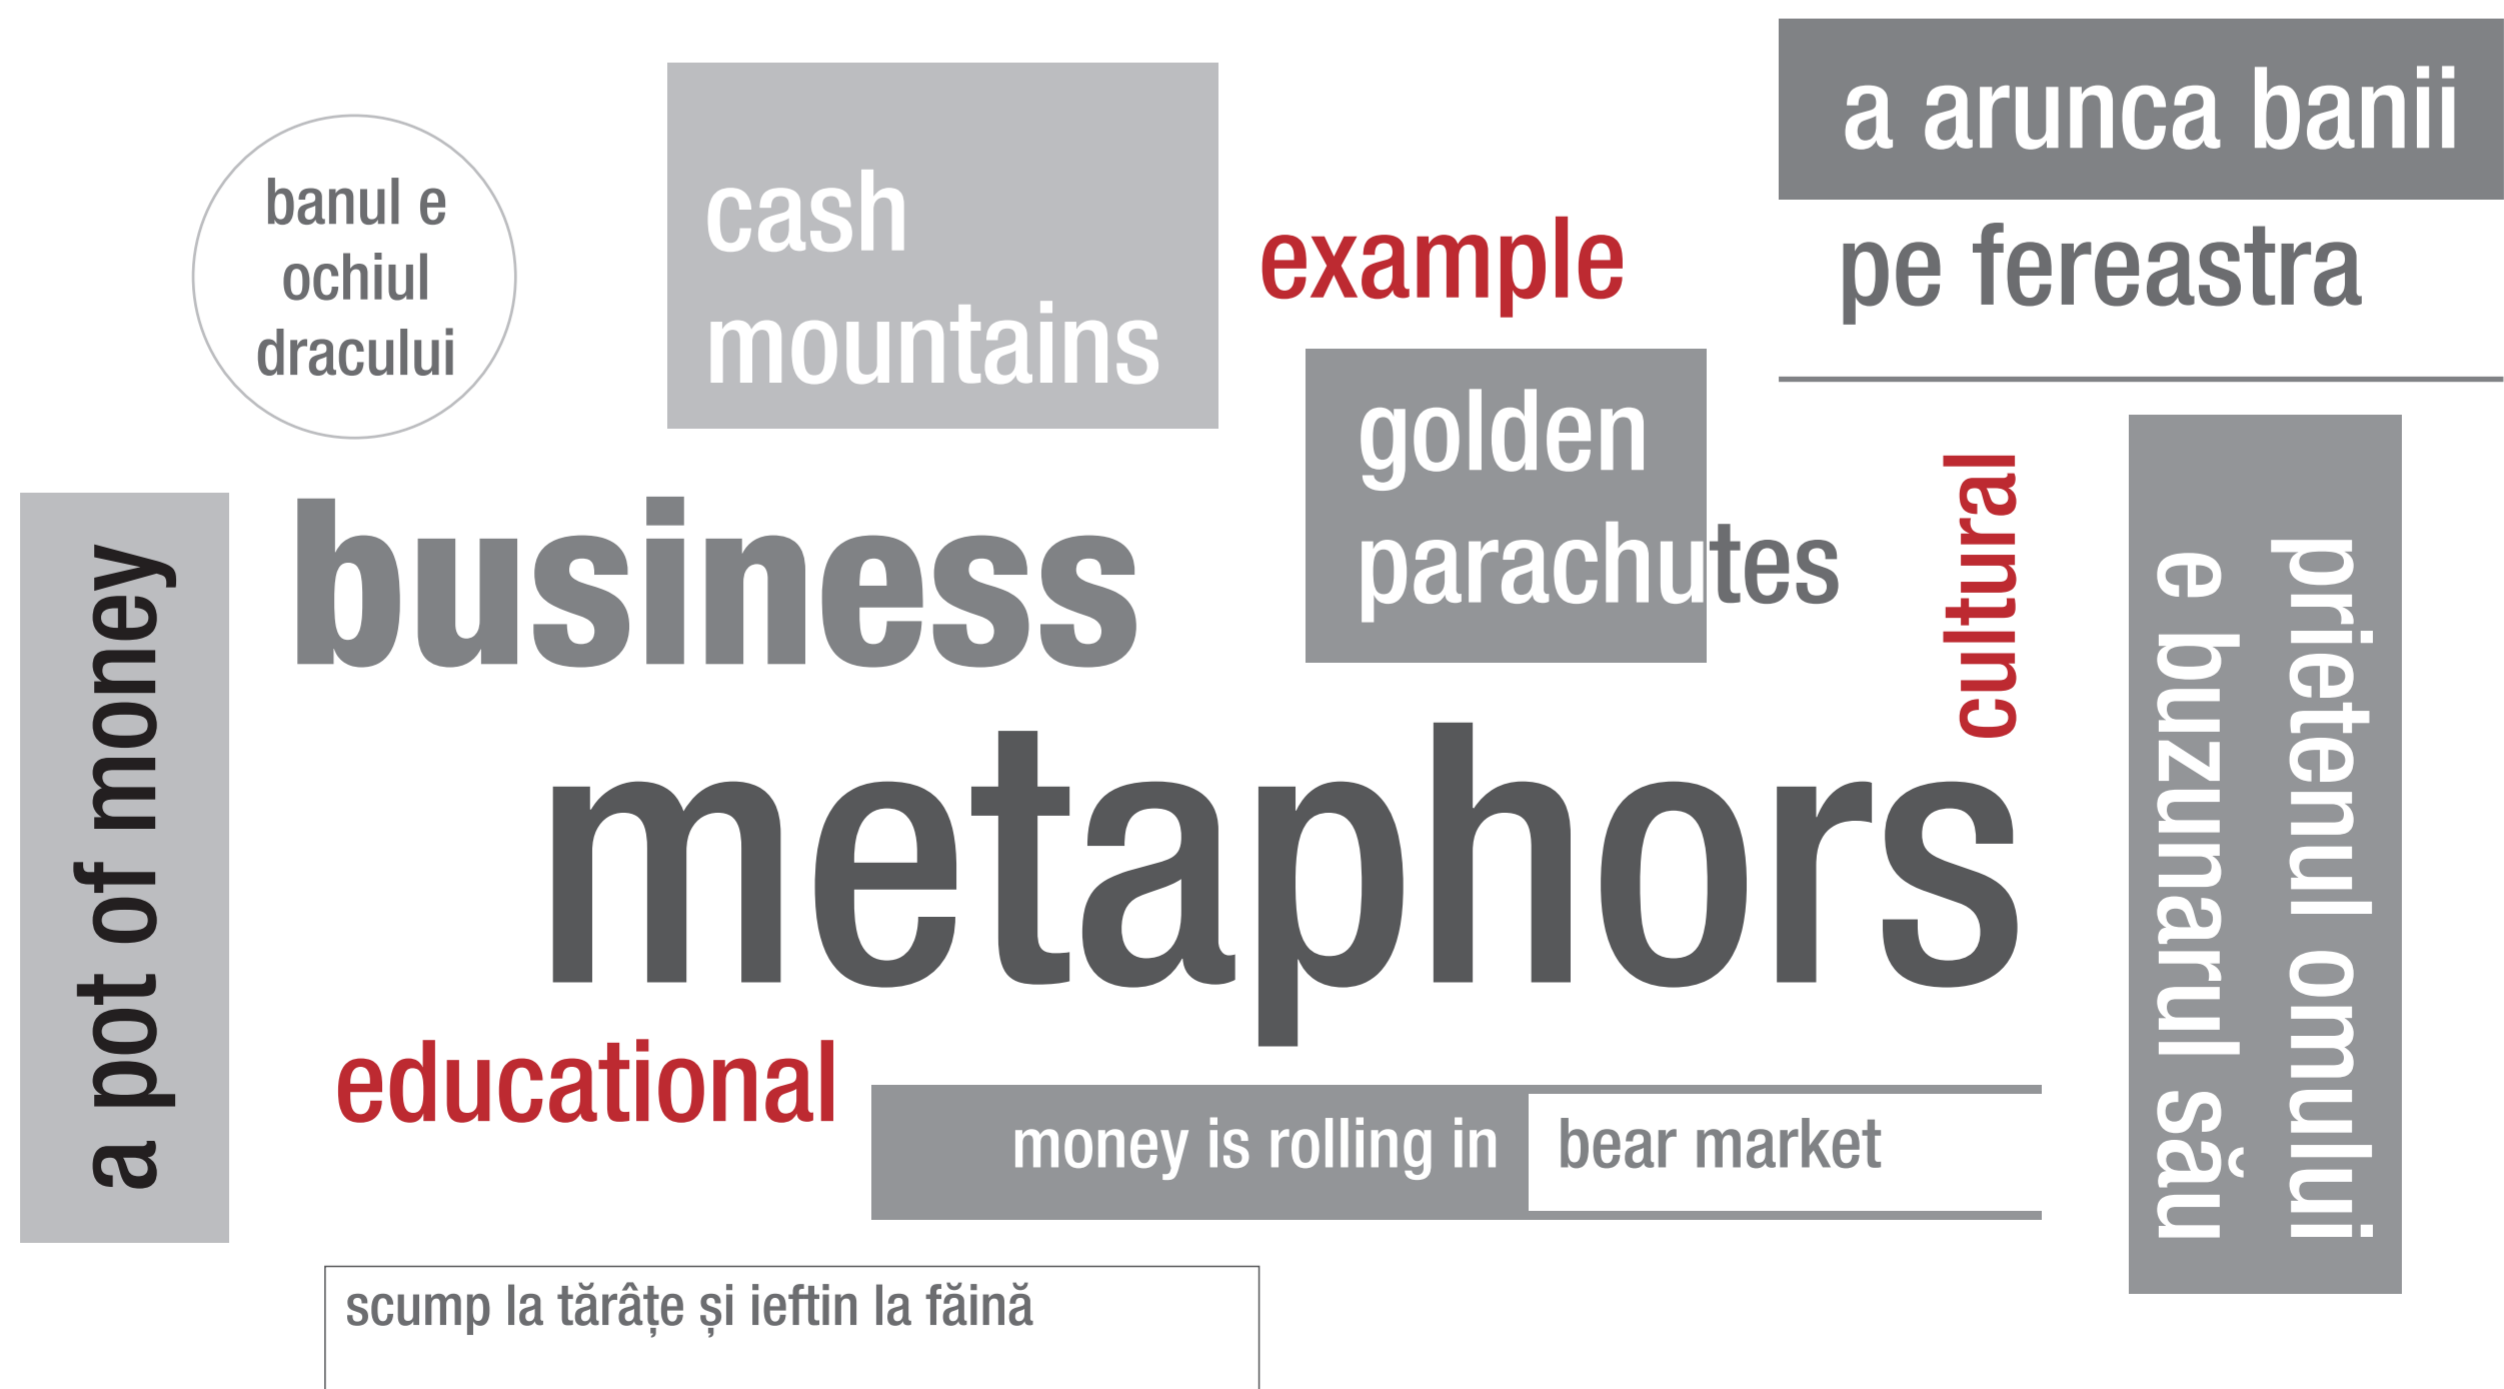 a arunca banii
pe fereastra
banul e
ochiul
dracului
cash
mountains
example
golden
parachutes
cultural
business
metaphors
a pot of money
prietenul omului
e buzunarul său
educational
money is rolling in
bear market
scump la tărâțe și ieftin la făină